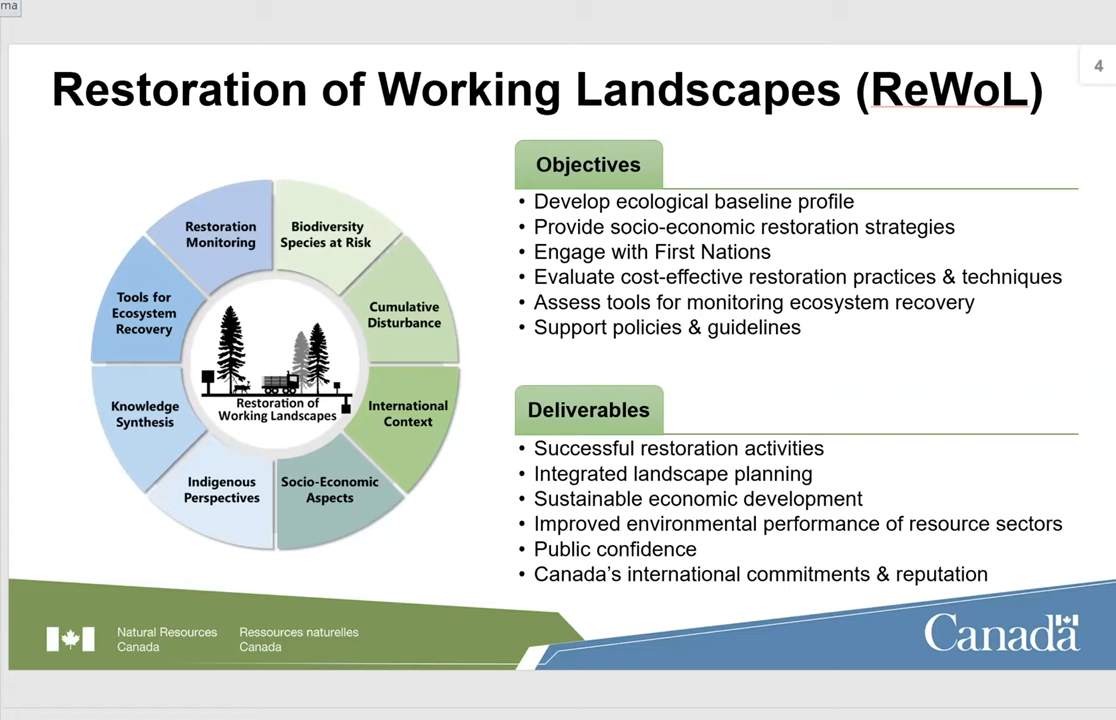 ma
4
Restoration of Working Landscapes (ReWoL)
Restoration
Monitoring
Biodiversity
Species at Risk
Tools for
Ecosystem
Recovery
Cumulative
Disturbance
Knowledge
Synthesis
International
Context
Indigenous
Perspectives
Socio-Economic
Aspects
Restoration of
Working Landscapes
Objectives
• Develop ecological baseline profile
• Provide socio-economic restoration strategies
• Engage with First Nations
• Evaluate cost-effective restoration practices & techniques
• Assess tools for monitoring ecosystem recovery
• Support policies & guidelines
Deliverables
• Successful restoration activities
• Integrated landscape planning
• Sustainable economic development
• Improved environmental performance of resource sectors
• Public confidence
• Canada’s international commitments & reputation
Natural Resources
Canada
Ressources naturelles
Canada
Canada